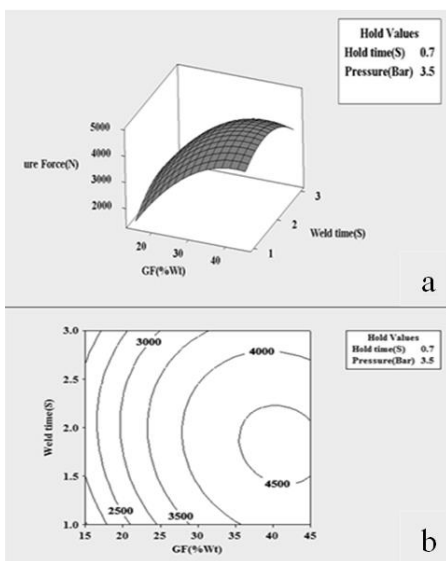 Hold Values
Hold time(S) 0.7
Pressure(Bar) 3.5
5000
4000
3000
2000
ure Force(N)
20
30
40
GF(%Wt)
1
2
3
Weld time(S)
a
3.0
2.5
2.0
1.5
1.0
Weld time(S)
3000
4000
4500
3500
2500
15 20 25 30 35 40 45
GF(%Wt)
Hold Values
Hold time(S) 0.7
Pressure(Bar) 3.5
b